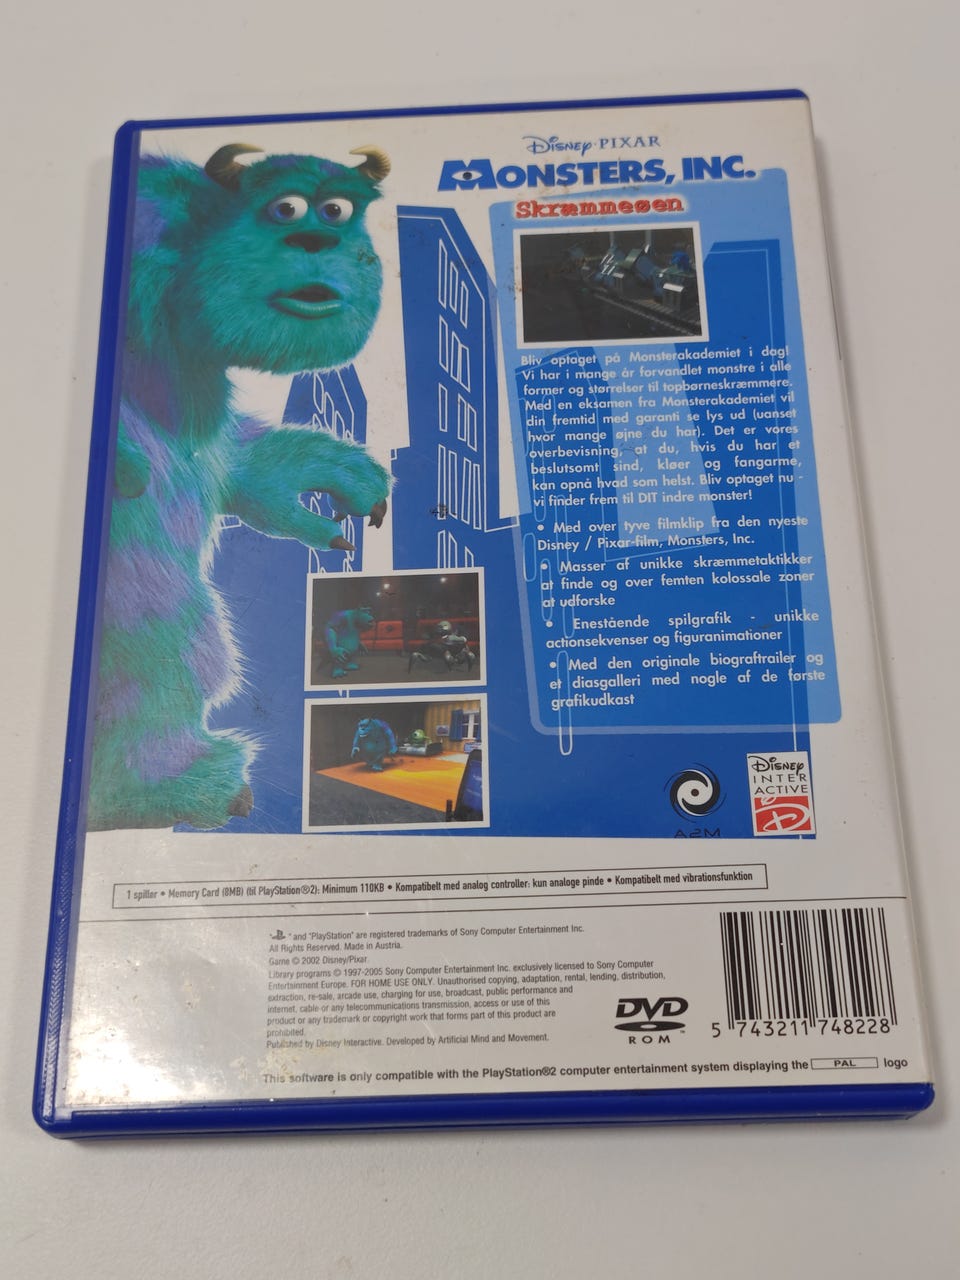 Disney·PIXAR
MONSTERS, INC.
Skræmmeøen
Bliv optaget på Monsterakademiet i dag!
Vi har i mange år forvandlet monstre i alle
former og størrelser til topbørneskræmmere.
Med en eksamen fra Monsterakademiet vil
din fremtid med garanti se lys ud (uanset
hvor mange øjne du har). Det er vores
overbevisning, at du, hvis du har et
beslutsomt sind, kløer og fangarme,
kan opnå hvad som helst. Bliv optaget nu -
vi finder frem til DIT indre monster!
• Med over tyve filmklip fra den nyeste
Disney / Pixar-film, Monsters, Inc.
• Masser af unikke skræmmetaktikker
at finde og over femten kolossale zoner
at udforske
• Enestående spilgrafik - unikke
actionsekvenser og figuranimationer
• Med den originale biograftrailer og
et diasgalleri med nogle af de første
grafikudkast
A2M
DISNEY
INTER
ACTIVE
1 spiller • Memory Card (8MB) (til PlayStation®2): Minimum 110KB • Kompatibelt med analog controller: kun analoge pinde • Kompatibelt med vibrationsfunktion
" " and "PlayStation" are registered trademarks of Sony Computer Entertainment Inc.
All Rights Reserved. Made in Austria.
Game © 2002 Disney/Pixar.
Library programs © 1997-2005 Sony Computer Entertainment Inc. exclusively licensed to Sony Computer
Entertainment Europe. FOR HOME USE ONLY. Unauthorised copying, adaptation, rental, lending, distribution,
extraction, re-sale, arcade use, charging for use, broadcast, public performance and
internet, cable or any telecommunications transmission, access or use of this
product or any trademark or copyright work that forms part of this product are
prohibited.
Published by Disney Interactive. Developed by Artificial Mind and Movement.
DVD
ROM
5 743211 748228
This software is only compatible with the PlayStation®2 computer entertainment system displaying the PAL logo